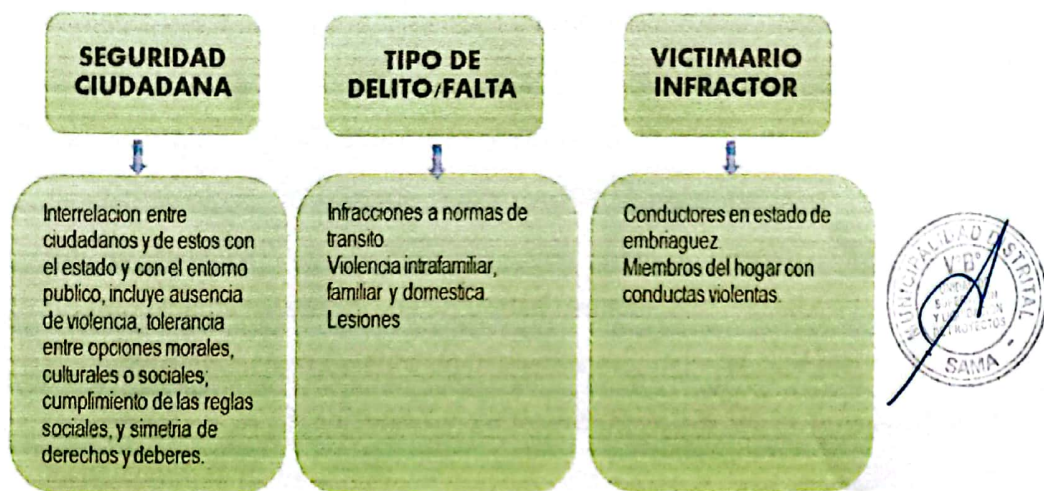 SEGURIDAD
CIUDADANA
Interrelacion entre
ciudadanos y de estos con
el estado y con el entorno
publico, incluye ausencia
de violencia, tolerancia
entre opciones morales,
culturales o sociales;
cumplimiento de las reglas
sociales, y simetria de
derechos y deberes.
TIPO DE
DELITO/FALTA
Infracciones a normas de
transito
Violencia intrafamiliar,
familiar y domestica.
Lesiones
VICTIMARIO
INFRACTOR
Conductores en estado de
embriaguez.
Miembros del hogar con
conductas violentas.
MUNICIPALIDAD DISTRITAL
V°B°
SAMA